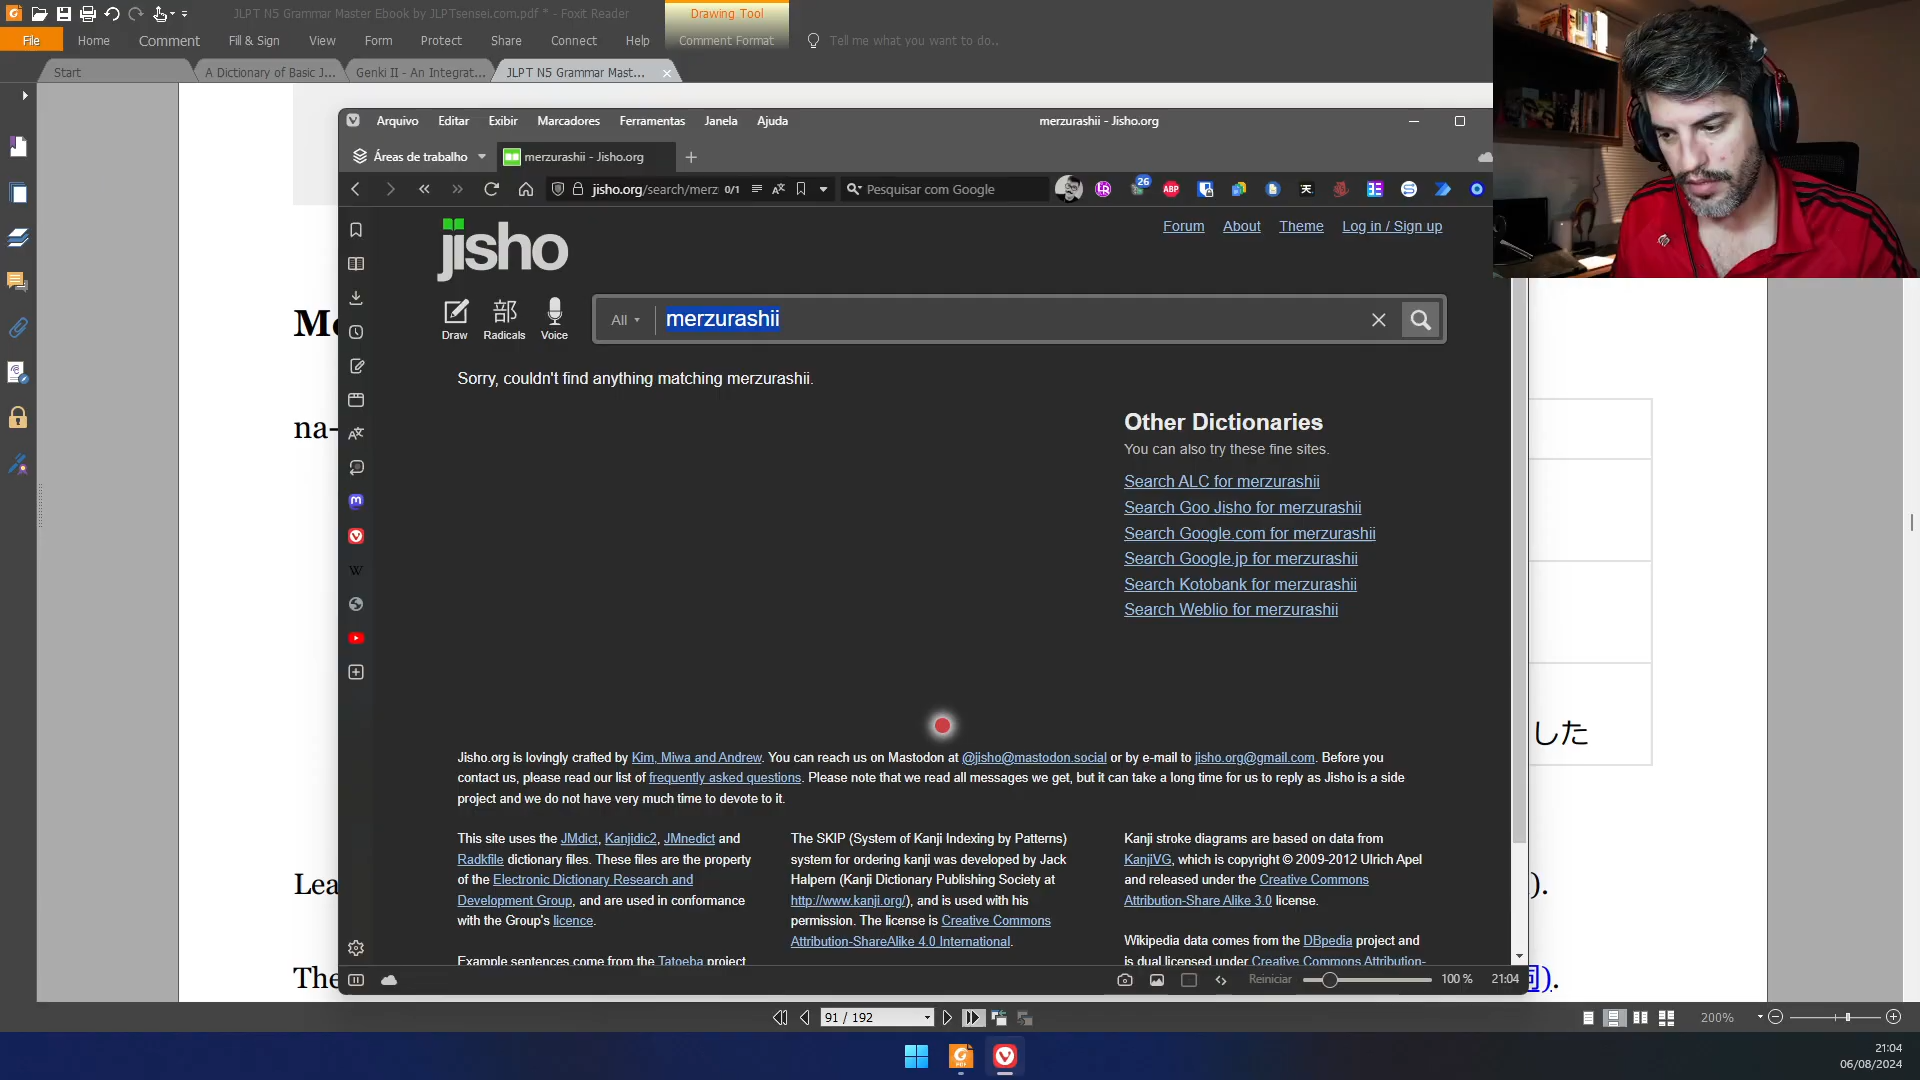 JLPT N5 Grammar Master Ebook by JLPTsensei.com.pdf * - Foxit Reader
Drawing Tool
File
Home
Comment
Fill & Sign
View
Form
Protect
Share
Connect
Help
Comment Format
Tell me what you want to do..
Start
A Dictionary of Basic J...
Genki II - An Integrat...
JLPT N5 Grammar Mast...
Arquivo
Editar
Exibir
Marcadores
Ferramentas
Janela
Ajuda
merzurashii - Jisho.org
Áreas de trabalho
merzurashii - Jisho.org
jisho.org/search/merz
0/1
Pesquisar com Google
26
ABP
jisho
Forum
About
Theme
Log in / Sign up
Draw
部
Radicals
Voice
All
merzurashii
Sorry, couldn't find anything matching merzurashii.
Other Dictionaries
You can also try these fine sites.
Search ALC for merzurashii
Search Goo Jisho for merzurashii
Search Google.com for merzurashii
Search Google.jp for merzurashii
Search Kotobank for merzurashii
Search Weblio for merzurashii
na-
した
Lea
).
The
).
Jisho.org is lovingly crafted by Kim, Miwa and Andrew. You can reach us on Mastodon at @jisho@mastodon.social or by e-mail to jisho.org@gmail.com. Before you
contact us, please read our list of frequently asked questions. Please note that we read all messages we get, but it can take a long time for us to reply as Jisho is a side
project and we do not have very much time to devote to it.
This site uses the JMdict, Kanjidic2, JMnedict and
Radkfile dictionary files. These files are the property
of the Electronic Dictionary Research and
Development Group, and are used in conformance
with the Group's licence.
Example sentences come from the Tatoeba project
The SKIP (System of Kanji Indexing by Patterns)
system for ordering kanji was developed by Jack
Halpern (Kanji Dictionary Publishing Society at
http://www.kanji.org/), and is used with his
permission. The license is Creative Commons
Attribution-ShareAlike 4.0 International.
Kanji stroke diagrams are based on data from
KanjiVG, which is copyright © 2009-2012 Ulrich Apel
and released under the Creative Commons
Attribution-Share Alike 3.0 license.
Wikipedia data comes from the DBpedia project and
is dual licensed under Creative Commons Attribution-
Reiniciar
100 %
21:04
91 / 192
200%
21:04
06/08/2024